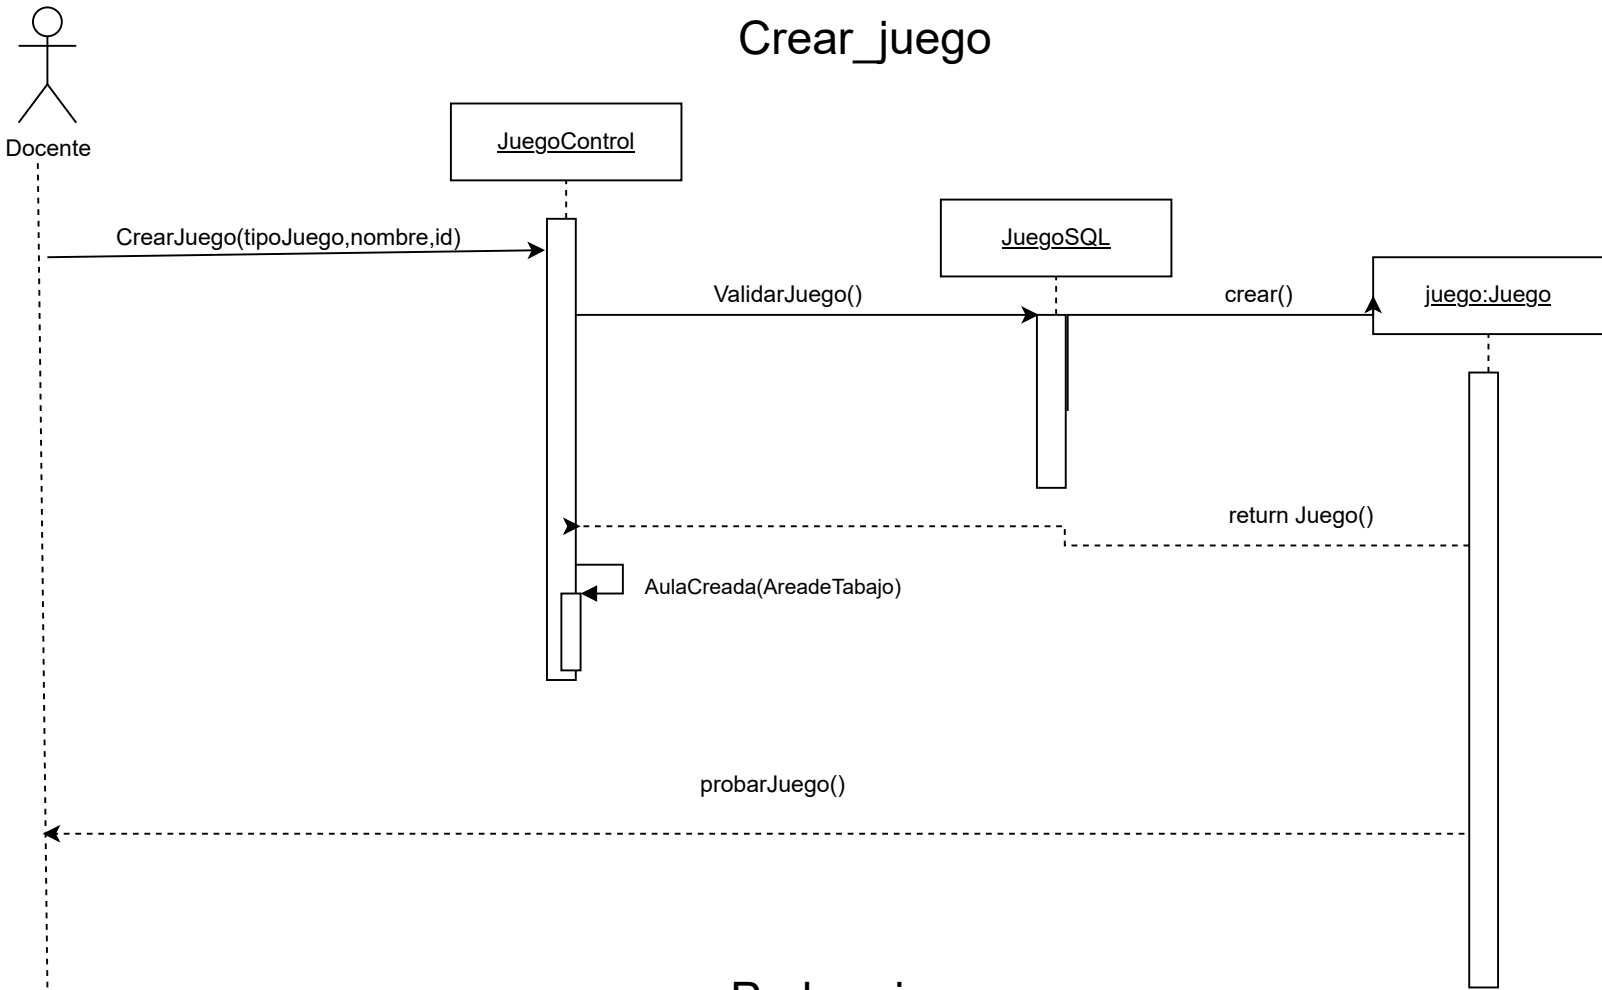 Crear_juego
Docente
JuegoControl
JuegoSQL
juego:Juego
CrearJuego(tipoJuego,nombre,id)
ValidarJuego()
crear()
return Juego()
AulaCreada(AreadeTabajo)
probarJuego()